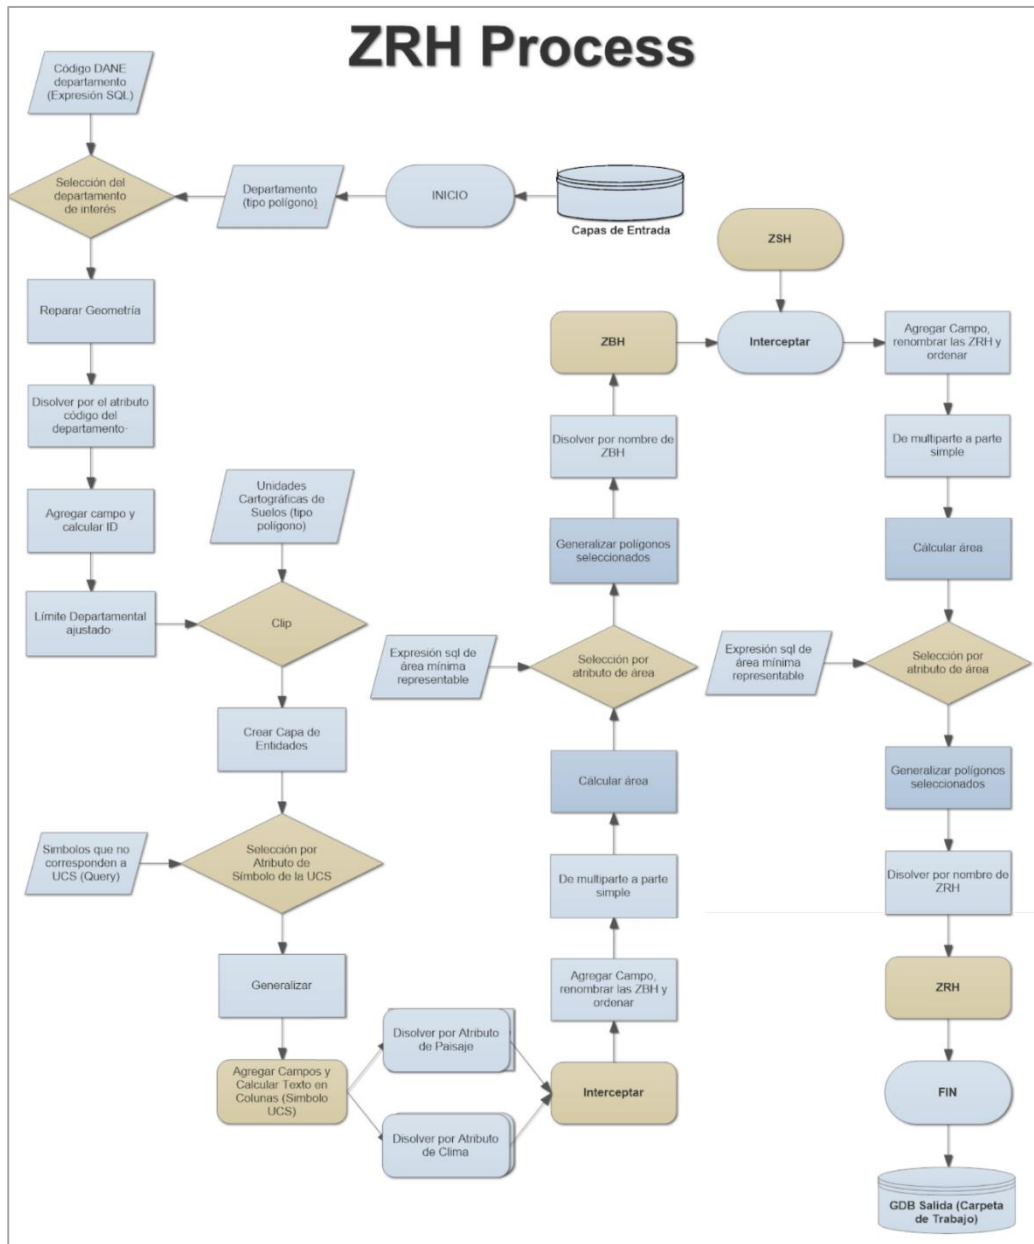 ZRH Process
Código DANE
departamento
(Expresión SQL)
Selección del
departamento
de interés
Departamento
(tipo polígono)
INICIO
Capas de Entrada
Reparar Geometría
Disolver por el atributo
código del
departamento·
Agregar campo y
calcular ID
Límite Departamental
ajustado·
Unidades
Cartográficas de
Suelos (tipo
polígono)
Clip
Crear Capa de
Entidades
Simbolos que no
corresponden a
UCS (Query)
Selección por
Atributo de
Símbolo de la UCS
Generalizar
Agregar Campos y
Calcular Texto en
Colunas (Simbolo
UCS)
Disolver por Atributo
de Paisaje
Disolver por Atributo
de Clima
Interceptar
Agregar Campo,
renombrar las ZBH y
ordenar
De multiparte a parte
simple
Cálcular área
Expresión sql de
área mínima
representable
Selección por
atributo de área
Generalizar polígonos
seleccionados
Disolver por nombre de
ZBH
ZBH
ZSH
Interceptar
Agregar Campo,
renombrar las ZRH y
ordenar
De multiparte a parte
simple
Cálcular área
Expresión sql de
área mínima
representable
Selección por
atributo de área
Generalizar polígonos
seleccionados
Disolver por nombre de
ZRH
ZRH
FIN
GDB Salida (Carpeta
de Trabajo)